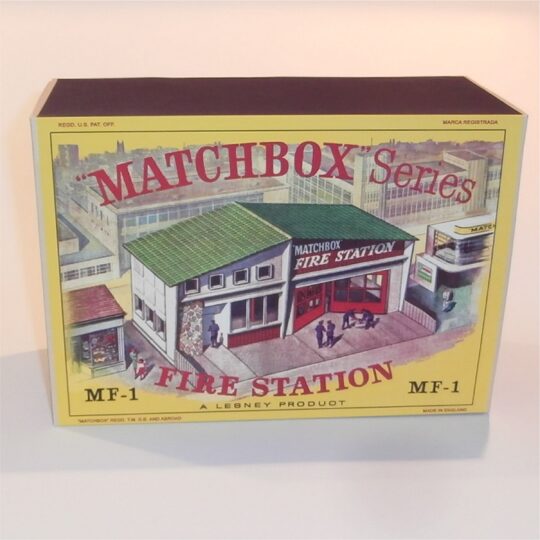 REGD. U.S. PAT. OFF. MARCA REGISTRADA
"MATCHBOX" Series
MATCHBOX
FIRE STATION
MATC
MF-1 FIRE STATION MF-1
A LESNEY PRODUCT
"MATCHBOX" REGD. T.M. U.S. AND ABROAD MADE IN ENGLAND